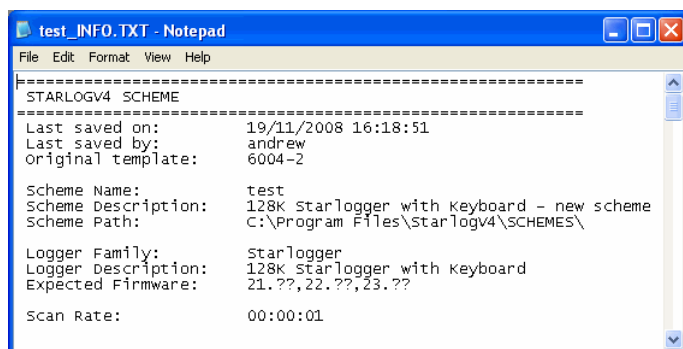 test_INFO.TXT - Notepad
File Edit Format View Help
================================================================
STARLOGV4 SCHEME
================================================================
Last saved on: 19/11/2008 16:18:51
Last saved by: andrew
Original template: 6004-2
Scheme Name: test
Scheme Description: 128K Starlogger with Keyboard - new scheme
Scheme Path: C:\Program Files\StarlogV4\SCHEMES\
Logger Family: Starlogger
Logger Description: 128K Starlogger with Keyboard
Expected Firmware: 21.??,22.??,23.??
Scan Rate: 00:00:01